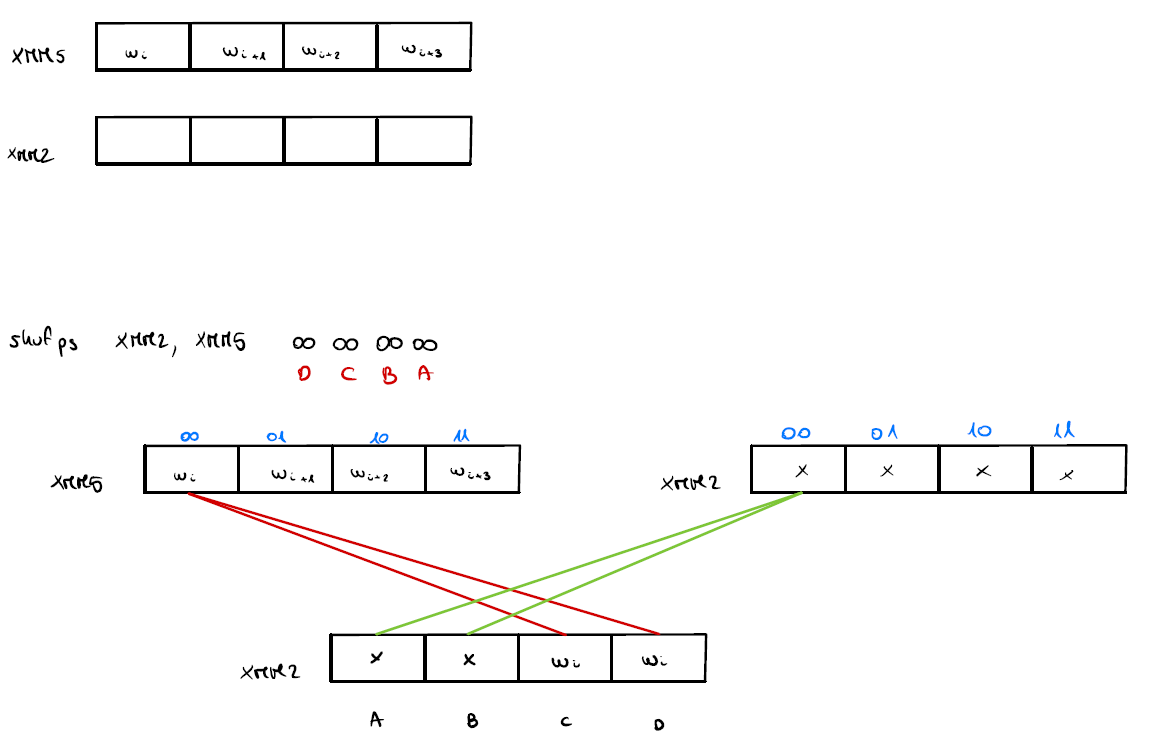 xmm5 wi wi+1 wi+2 wi+3
xmm2
shufps xmm2, xmm5 00 00 00 00
D C B A
00 01 10 11
xmm5 wi wi+1 wi+2 wi+3
00 01 10 11
xmm2 x x x x
xmm2 x x wi wi
A B C D